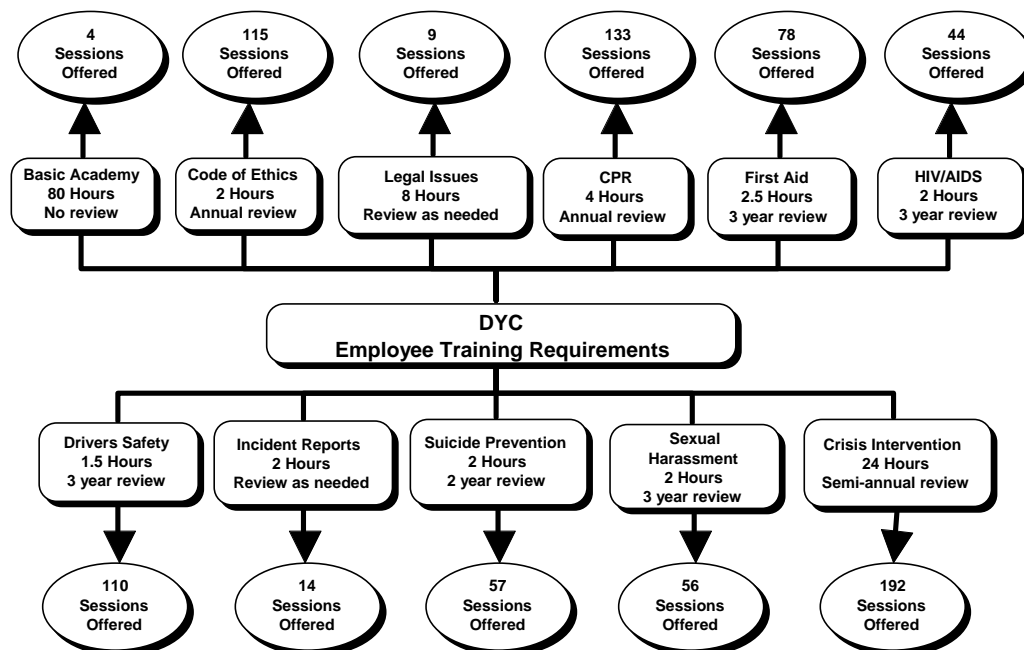 4
Sessions
Offered
115
Sessions
Offered
9
Sessions
Offered
133
Sessions
Offered
78
Sessions
Offered
44
Sessions
Offered
Basic Academy
80 Hours
No review
Code of Ethics
2 Hours
Annual review
Legal Issues
8 Hours
Review as needed
CPR
4 Hours
Annual review
First Aid
2.5 Hours
3 year review
HIV/AIDS
2 Hours
3 year review
DYC
Employee Training Requirements
Drivers Safety
1.5 Hours
3 year review
Incident Reports
2 Hours
Review as needed
Suicide Prevention
2 Hours
2 year review
Sexual
Harassment
2 Hours
3 year review
Crisis Intervention
24 Hours
Semi-annual review
110
Sessions
Offered
14
Sessions
Offered
57
Sessions
Offered
56
Sessions
Offered
192
Sessions
Offered